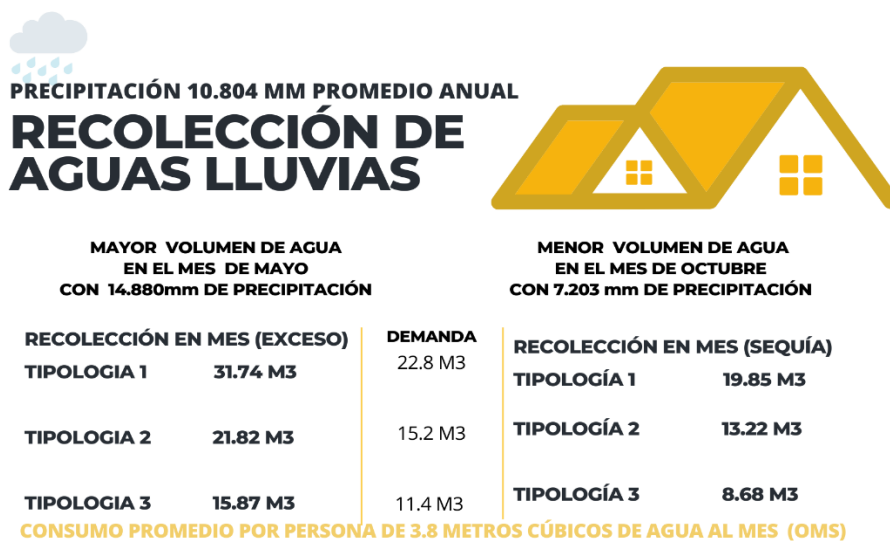 PRECIPITACIÓN 10.804 MM PROMEDIO ANUAL
RECOLECCIÓN DE
AGUAS LLUVIAS
MAYOR VOLUMEN DE AGUA
EN EL MES DE MAYO
CON 14.880mm DE PRECIPITACIÓN
MENOR VOLUMEN DE AGUA
EN EL MES DE OCTUBRE
CON 7.203 mm DE PRECIPITACIÓN
RECOLECCIÓN EN MES (EXCESO)
TIPOLOGIA 1 31.74 M3
TIPOLOGIA 2 21.82 M3
TIPOLOGIA 3 15.87 M3
DEMANDA
22.8 M3
15.2 M3
11.4 M3
RECOLECCIÓN EN MES (SEQUÍA)
TIPOLOGÍA 1 19.85 M3
TIPOLOGÍA 2 13.22 M3
TIPOLOGÍA 3 8.68 M3
CONSUMO PROMEDIO POR PERSONA DE 3.8 METROS CÚBICOS DE AGUA AL MES (OMS)